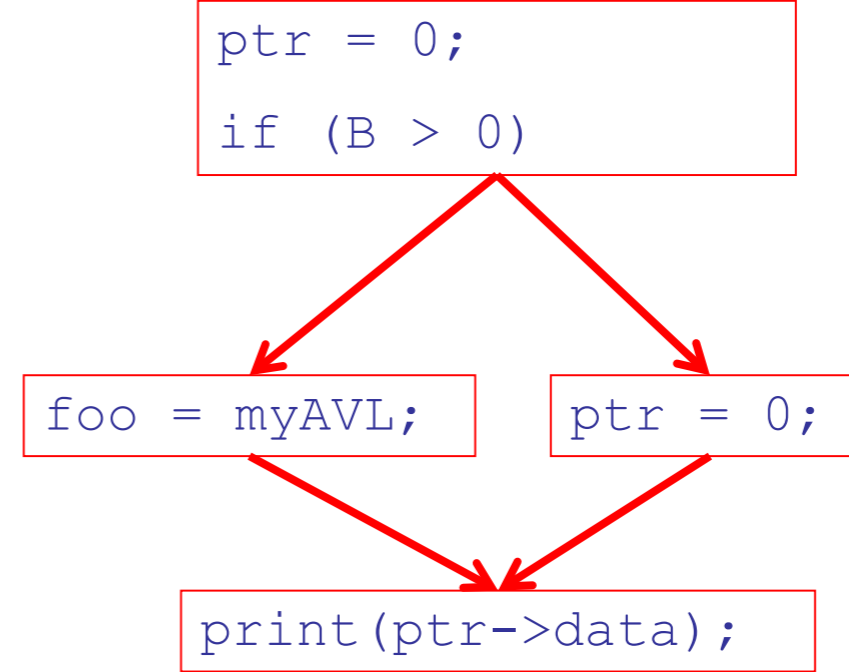 ptr = 0;
if (B > 0)
foo = myAVL;
ptr = 0;
print(ptr->data);